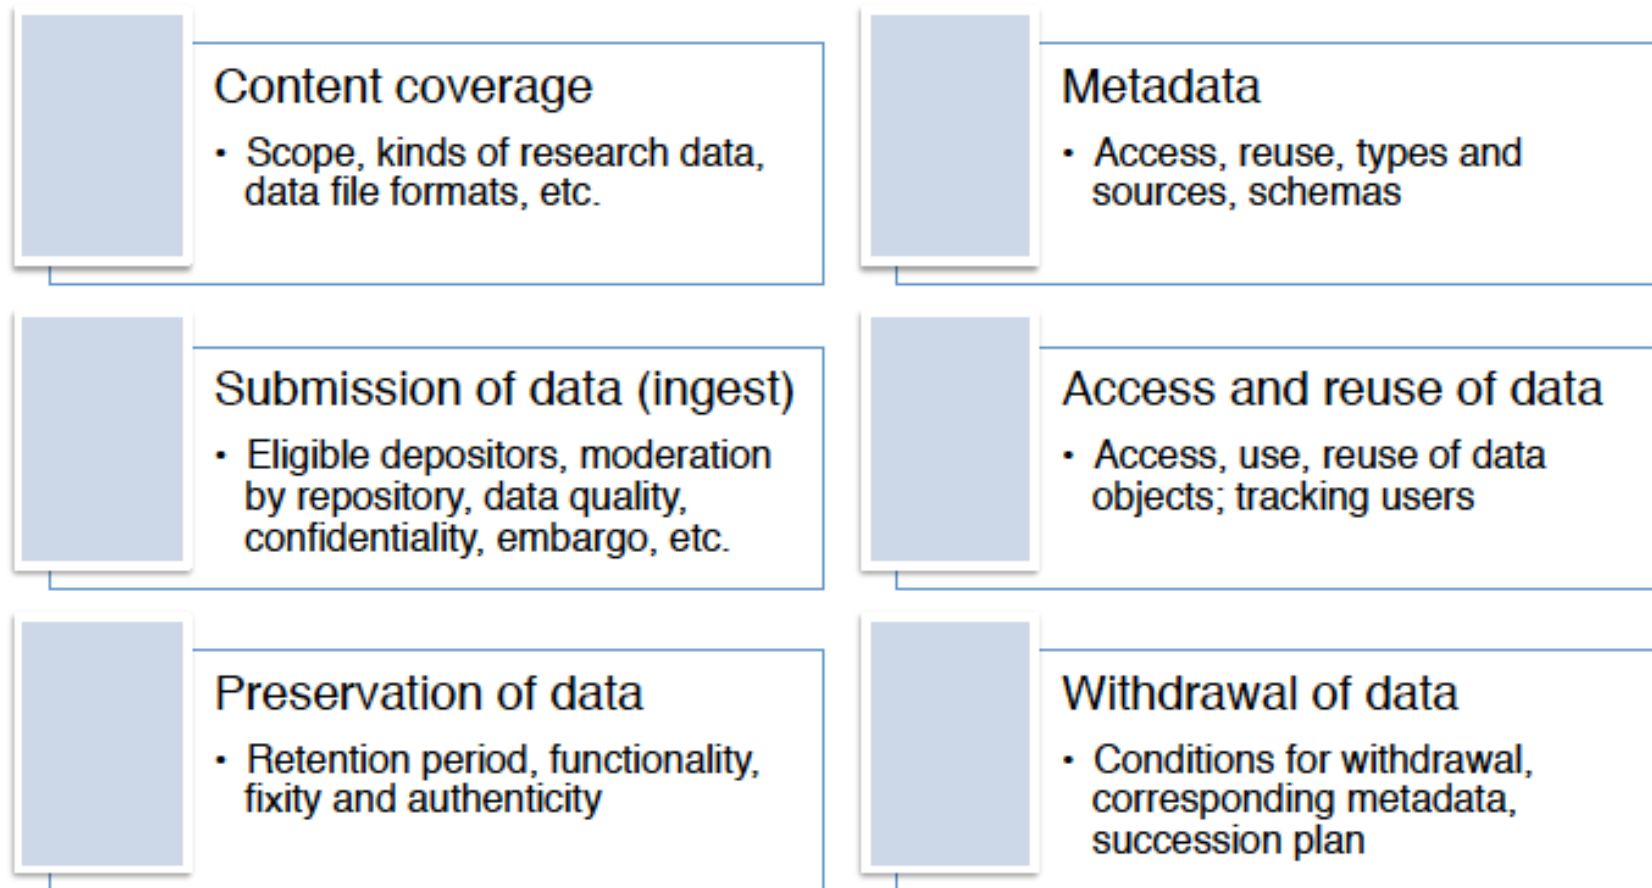 Content coverage
• Scope, kinds of research data,
data file formats, etc.
Metadata
• Access, reuse, types and
sources, schemas
Submission of data (ingest)
• Eligible depositors, moderation
by repository, data quality,
confidentiality, embargo, etc.
Access and reuse of data
• Access, use, reuse of data
objects; tracking users
Preservation of data
• Retention period, functionality,
fixity and authenticity
Withdrawal of data
• Conditions for withdrawal,
corresponding metadata,
succession plan